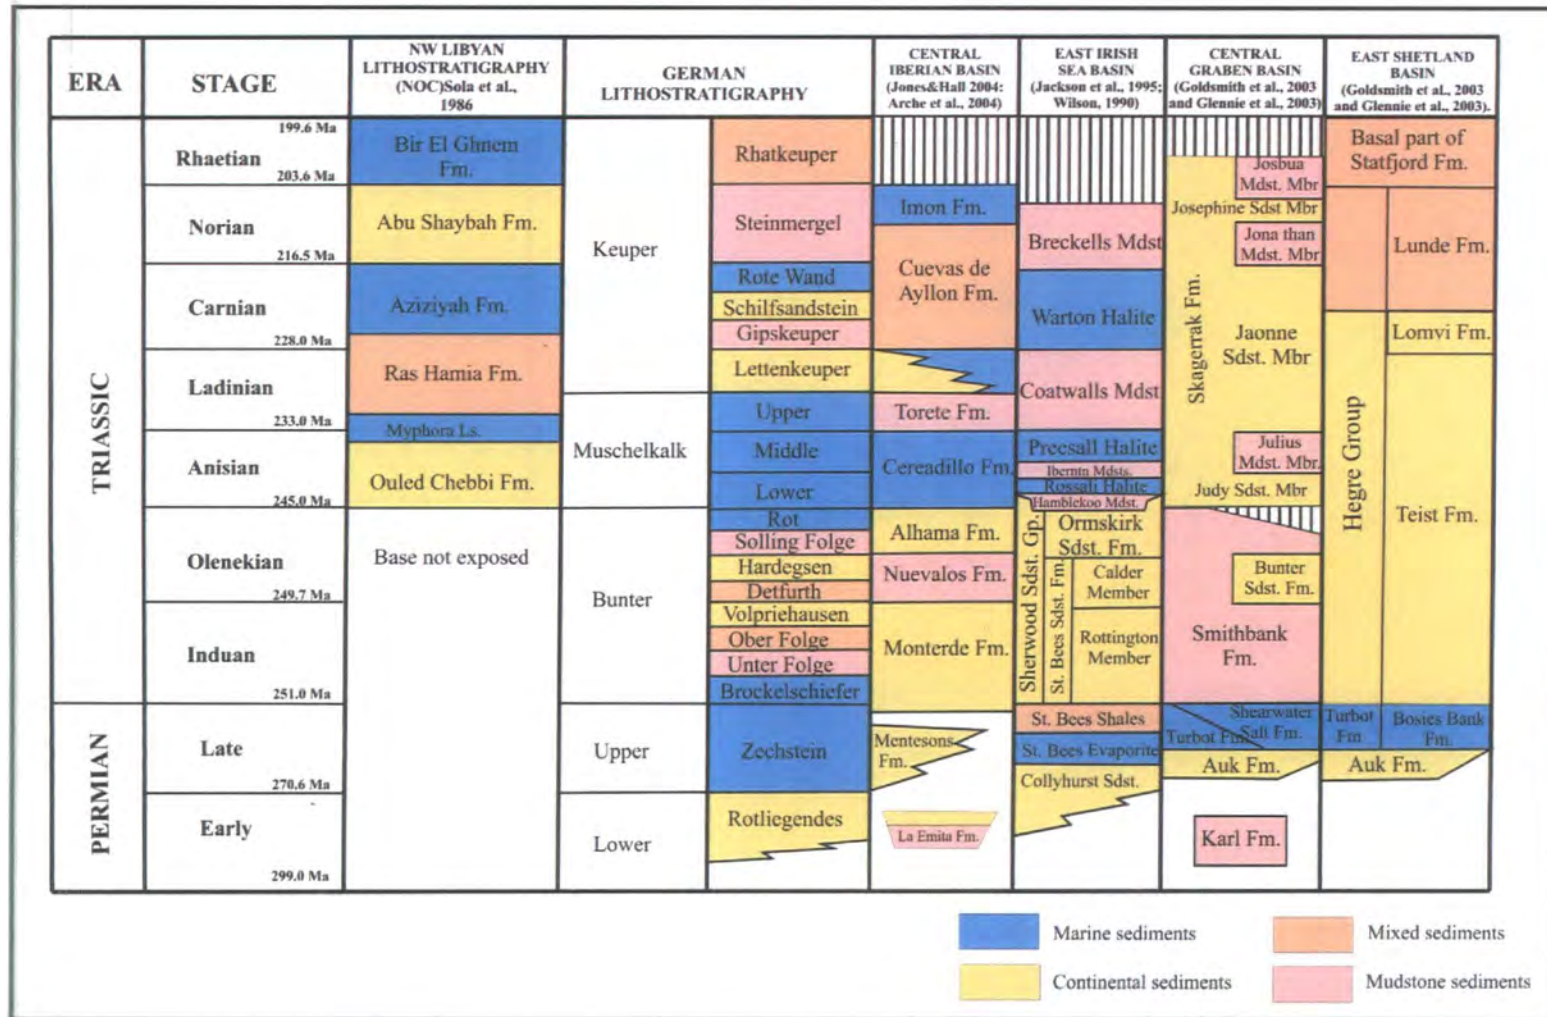 ERA
STAGE
NW LIBYAN
LITHOSTRATIGRAPHY
(NOC)Sola et al.,
1986
GERMAN
LITHOSTRATIGRAPHY
CENTRAL
IBERIAN BASIN
(Jones&Hall 2004:
Arche et al., 2004)
EAST IRISH
SEA BASIN
(Jackson et al., 1995;
Wilson, 1990)
CENTRAL
GRABEN BASIN
(Goldsmith et al., 2003
and Glennie et al., 2003)
EAST SHETLAND
BASIN
(Goldsmith et al., 2003
and Glennie et al., 2003).
TRIASSIC
PERMIAN
199.6 Ma
Rhaetian
203.6 Ma
Norian
216.5 Ma
Carnian
228.0 Ma
Ladinian
233.0 Ma
Anisian
245.0 Ma
Olenekian
249.7 Ma
Induan
251.0 Ma
Late
270.6 Ma
Early
299.0 Ma
Bir El Ghnem
Fm.
Abu Shaybah Fm.
Aziziyah Fm.
Ras Hamia Fm.
Myphora Ls.
Ouled Chebbi Fm.
Base not exposed
Keuper
Muschelkalk
Bunter
Upper
Lower
Rhatkeuper
Steinmergel
Rote Wand
Schilfsandstein
Gipskeuper
Lettenkeuper
Upper
Middle
Lower
Rot
Solling Folge
Hardegsen
Detfurth
Volpriehausen
Ober Folge
Unter Folge
Brockelschiefer
Zechstein
Rotliegendes
Imon Fm.
Cuevas de
Ayllon Fm.
Torete Fm.
Cereadillo Fm.
Alhama Fm.
Nuevalos Fm.
Monterde Fm.
Mentesons
Fm.
La Emita Fm.
Breckells Mdst
Warton Halite
Coatwalls Mdst
Preesall Halite
Mdsts.
Rossall Halite
Hamblekoo Mdst.
Sherwood Sdst. Gp.
Ormskirk
Sdst. Fm.
St. Bees Sdst. Fm.
Calder
Member
Rottington
Member
St. Bees Shales
St. Bees Evaporite
Collyhurst Sdst.
Skagerrak Fm.
Josbua
Mdst. Mbr
Josephine Sdst Mbr
Jona than
Mdst. Mbr
Jaonne
Sdst. Mbr
Julius
Mdst. Mbr.
Judy Sdst. Mbr
Bunter
Sdst. Fm.
Smithbank
Fm.
Shearwater
Salt Fm.
Turbot Fm.
Auk Fm.
Karl Fm.
Basal part of
Statfjord Fm.
Lunde Fm.
Lomvi Fm.
Hegre Group
Teist Fm.
Turbot
Fm
Bosies Bank
Fm.
Auk Fm.
Marine sediments
Mixed sediments
Continental sediments
Mudstone sediments